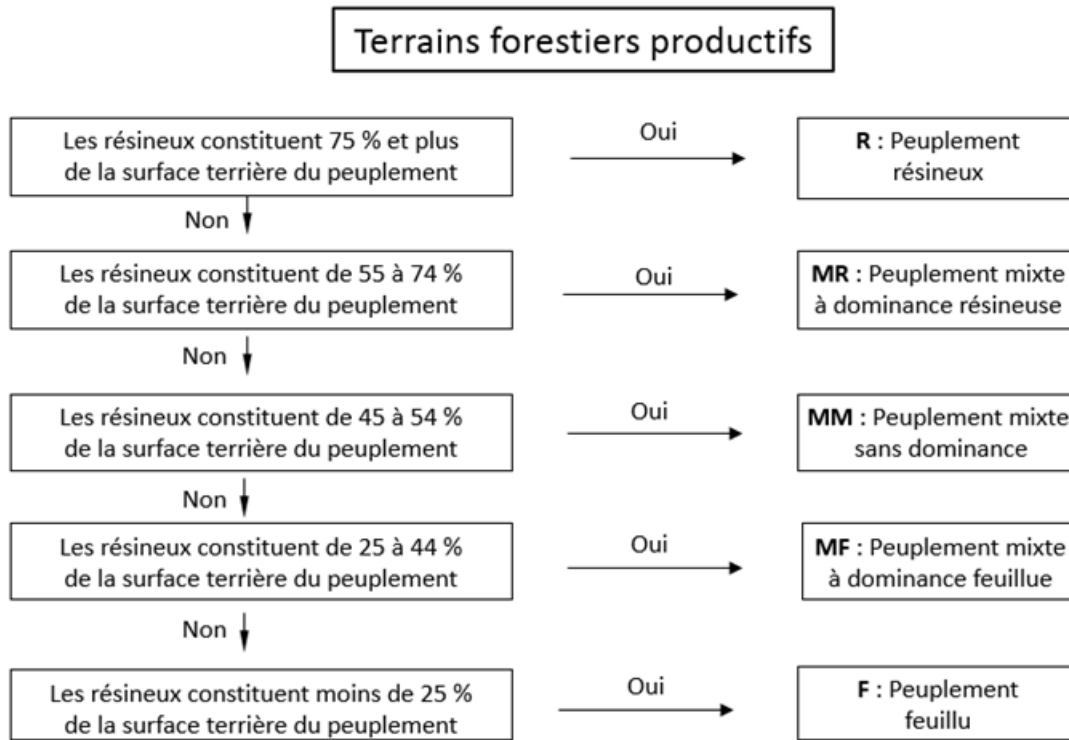 Terrains forestiers productifs
Les résineux constituent 75 % et plus
de la surface terrière du peuplement
Oui
R : Peuplement
résineux
Non
Les résineux constituent de 55 à 74 %
de la surface terrière du peuplement
Oui
MR : Peuplement mixte
à dominance résineuse
Non
Les résineux constituent de 45 à 54 %
de la surface terrière du peuplement
Oui
MM : Peuplement mixte
sans dominance
Non
Les résineux constituent de 25 à 44 %
de la surface terrière du peuplement
Oui
MF : Peuplement mixte
à dominance feuillue
Non
Les résineux constituent moins de 25 %
de la surface terrière du peuplement
Oui
F : Peuplement
feuillu